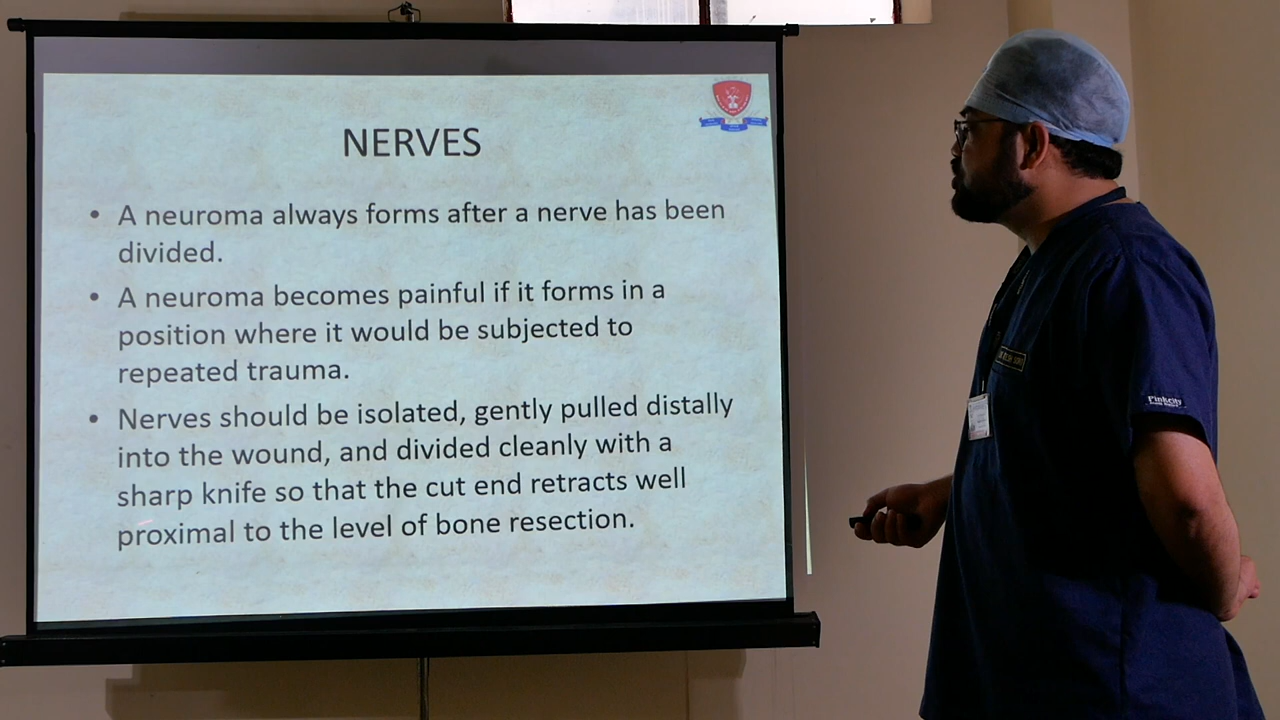 NERVES
• A neuroma always forms after a nerve has been
divided.
• A neuroma becomes painful if it forms in a
position where it would be subjected to
repeated trauma.
• Nerves should be isolated, gently pulled distally
into the wound, and divided cleanly with a
sharp knife so that the cut end retracts well
proximal to the level of bone resection.
Pinkcity